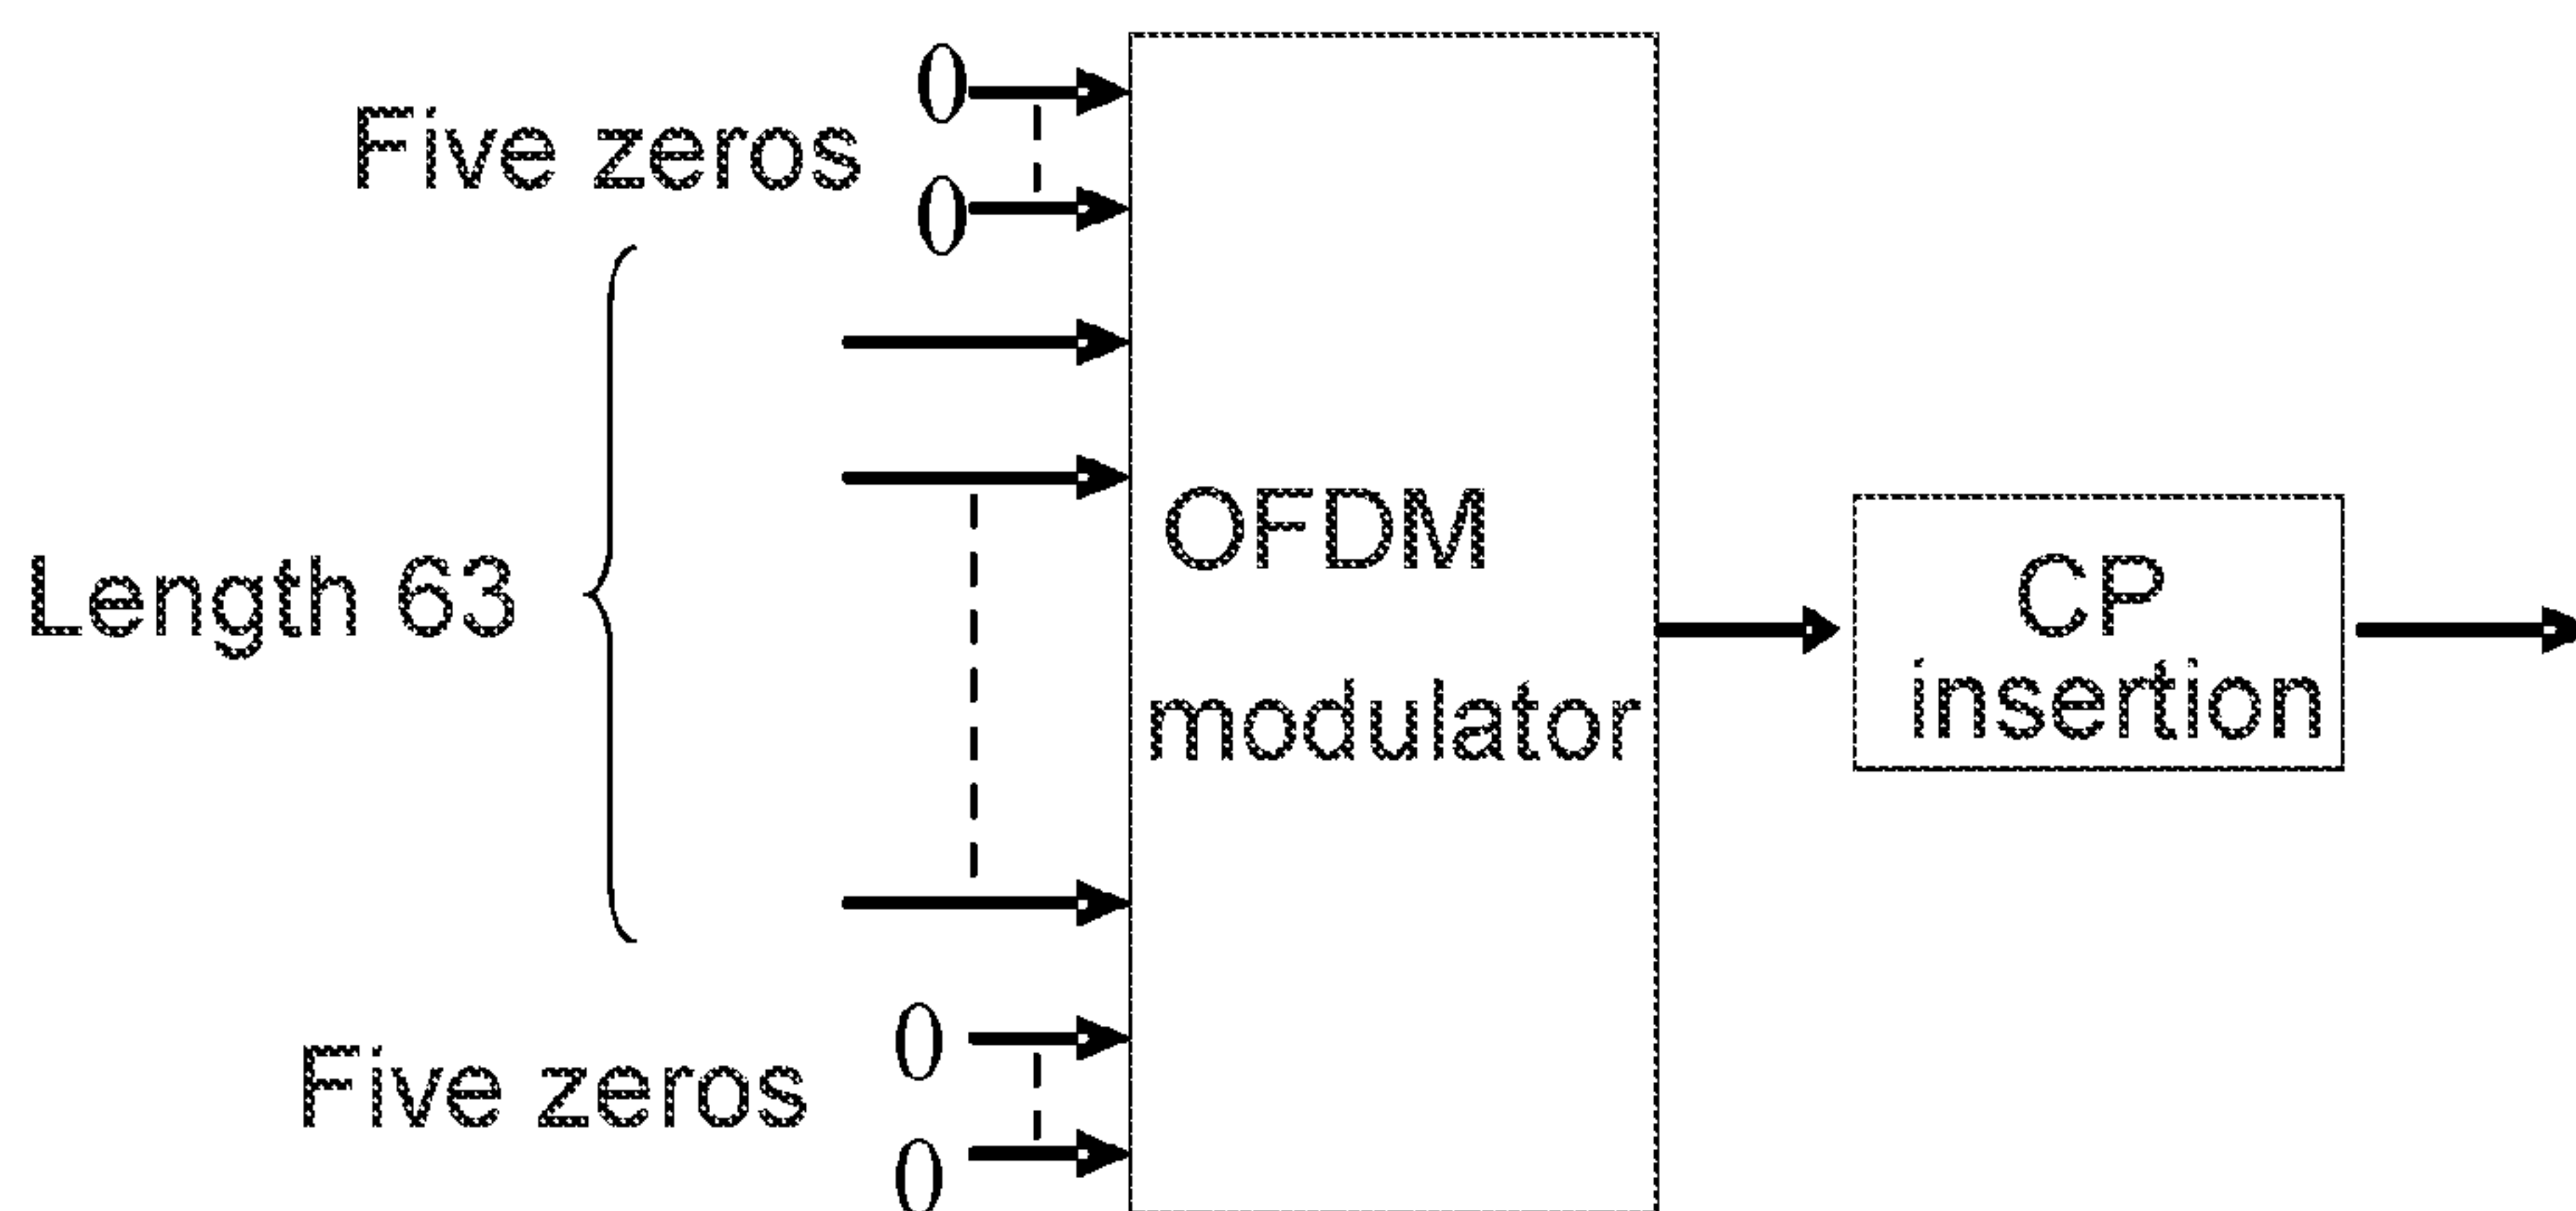 0
Five zeros
0
Length 63
OFDM
modulator
CP
insertion
0
Five zeros
0